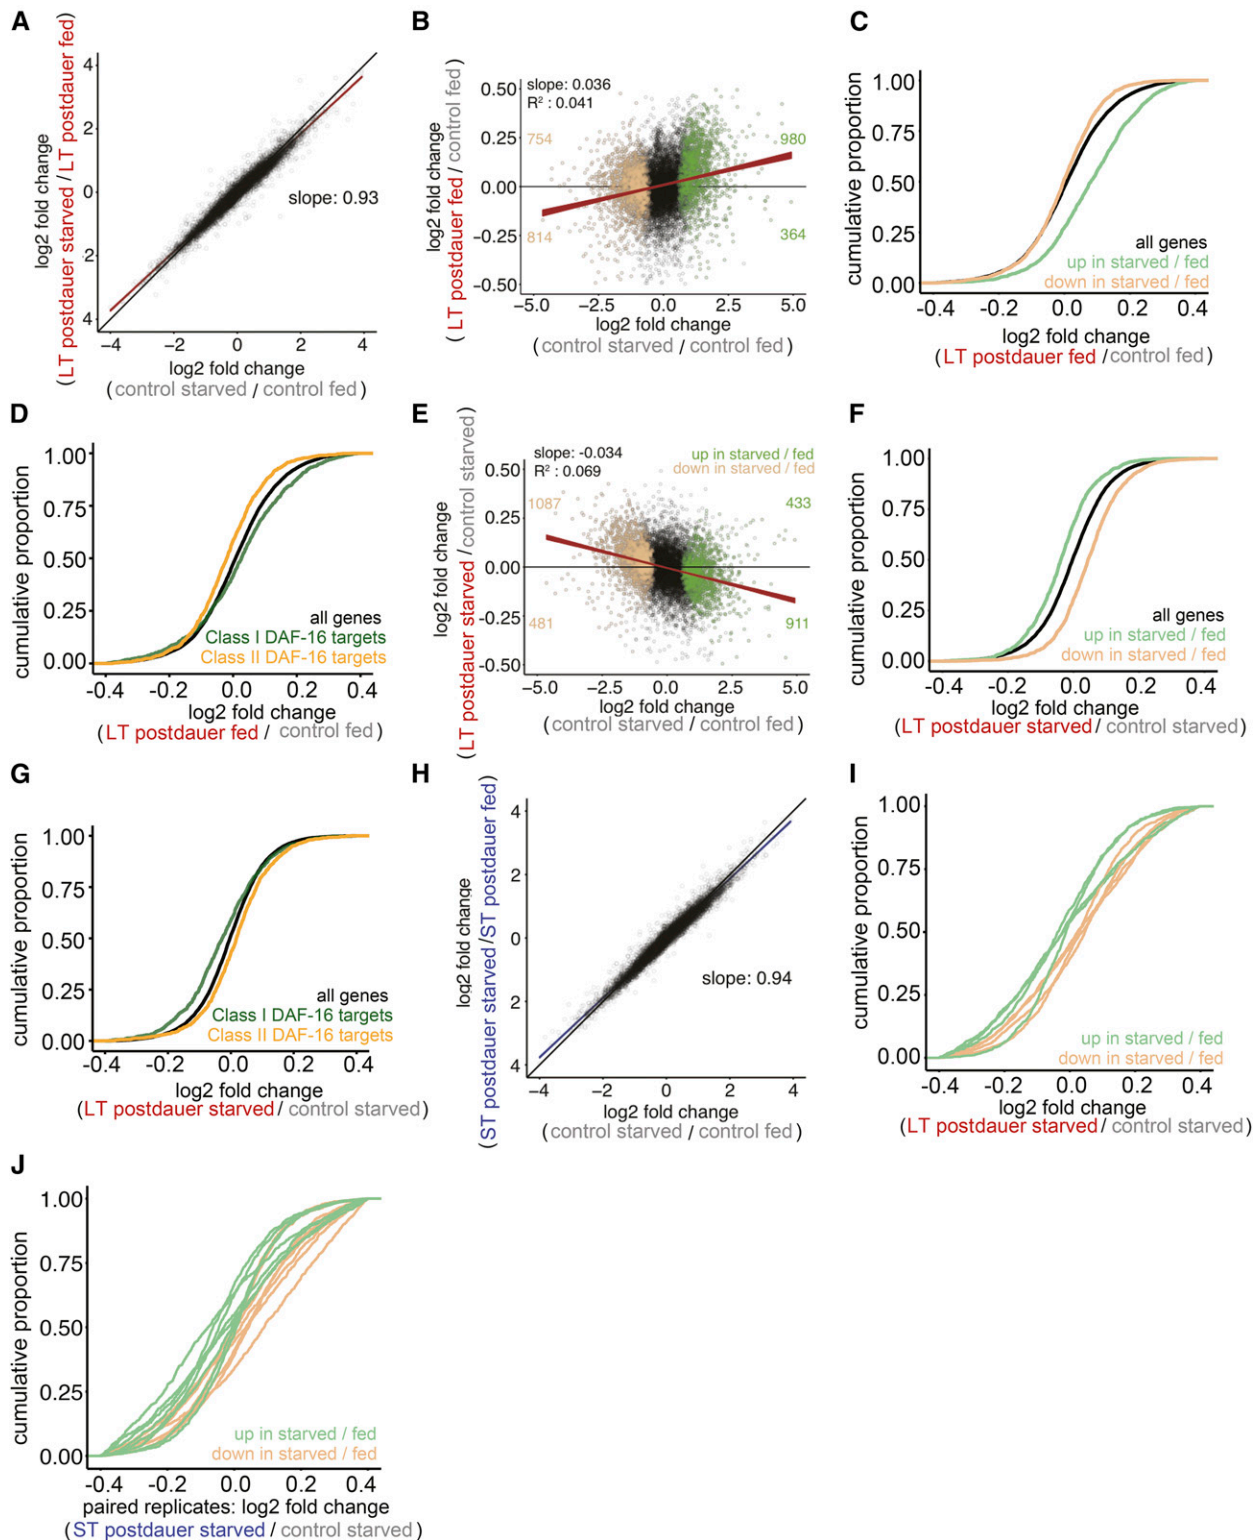 A
4
2
0
2
4
−4
−2
0
2
4
slope: 0.93
log2 fold change
(LT postdauer starved / LT postdauer fed)
log2 fold change
(control starved / control fed)
B
slope: 0.036
R² : 0.041
754
980
814
364
0.50
0.25
0.00
-0.25
-0.50
−5.0
−2.5
0.0
2.5
5.0
log2 fold change
(LT postdauer fed / control fed)
log2 fold change
(control starved / control fed)
C
1.00
0.75
0.50
0.25
0.00
cumulative proportion
all genes
up in starved / fed
down in starved / fed
-0.4
-0.2
0.0
0.2
0.4
log2 fold change
(LT postdauer fed / control fed)
D
1.00
0.75
0.50
0.25
0.00
cumulative proportion
all genes
Class I DAF-16 targets
Class II DAF-16 targets
-0.4
-0.2
0.0
0.2
0.4
log2 fold change
(LT postdauer fed / control fed)
E
slope: -0.034
R² : 0.069
up in starved / fed
down in starved / fed
1087
433
481
911
0.50
0.25
0.00
-0.25
-0.50
-5.0
-2.5
0.0
2.5
5.0
log2 fold change
(LT postdauer starved / control starved)
log2 fold change
(control starved / control fed)
F
1.00
0.75
0.50
0.25
0.00
cumulative proportion
all genes
up in starved / fed
down in starved / fed
-0.4
-0.2
0.0
0.2
0.4
log2 fold change
(LT postdauer starved / control starved)
G
1.00
0.75
0.50
0.25
0.00
cumulative proportion
all genes
Class I DAF-16 targets
Class II DAF-16 targets
-0.4
-0.2
0.0
0.2
0.4
log2 fold change
(LT postdauer starved / control starved)
H
4
2
0
2
4
slope: 0.94
−4
−2
0
2
4
log2 fold change
(ST postdauer starved / ST postdauer fed)
log2 fold change
(control starved / control fed)
I
1.00
0.75
0.50
0.25
0.00
cumulative proportion
up in starved / fed
down in starved / fed
-0.4
-0.2
0.0
0.2
0.4
log2 fold change
(LT postdauer starved / control starved)
J
1.00
0.75
0.50
0.25
0.00
cumulative proportion
up in starved / fed
down in starved / fed
-0.4
-0.2
0.0
0.2
0.4
paired replicates: log2 fold change
(ST postdauer starved / control starved)